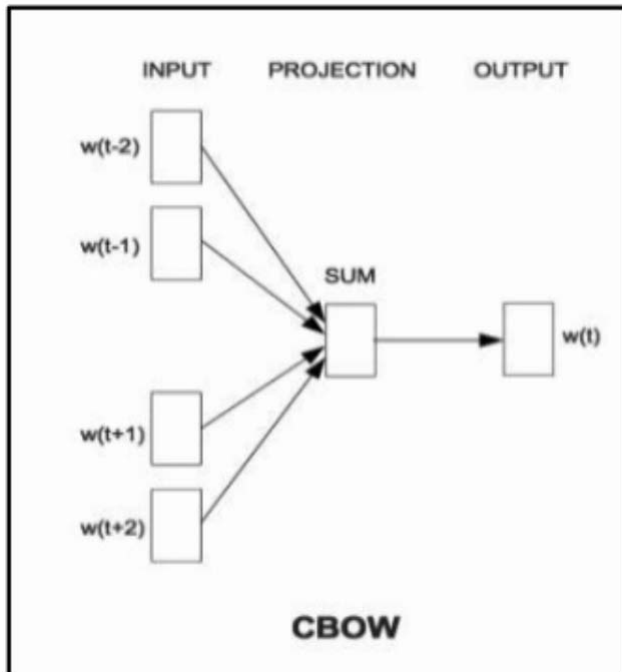 INPUT PROJECTION OUTPUT
w(t-2)
w(t-1)
SUM
w(t)
w(t+1)
w(t+2)
CBOW